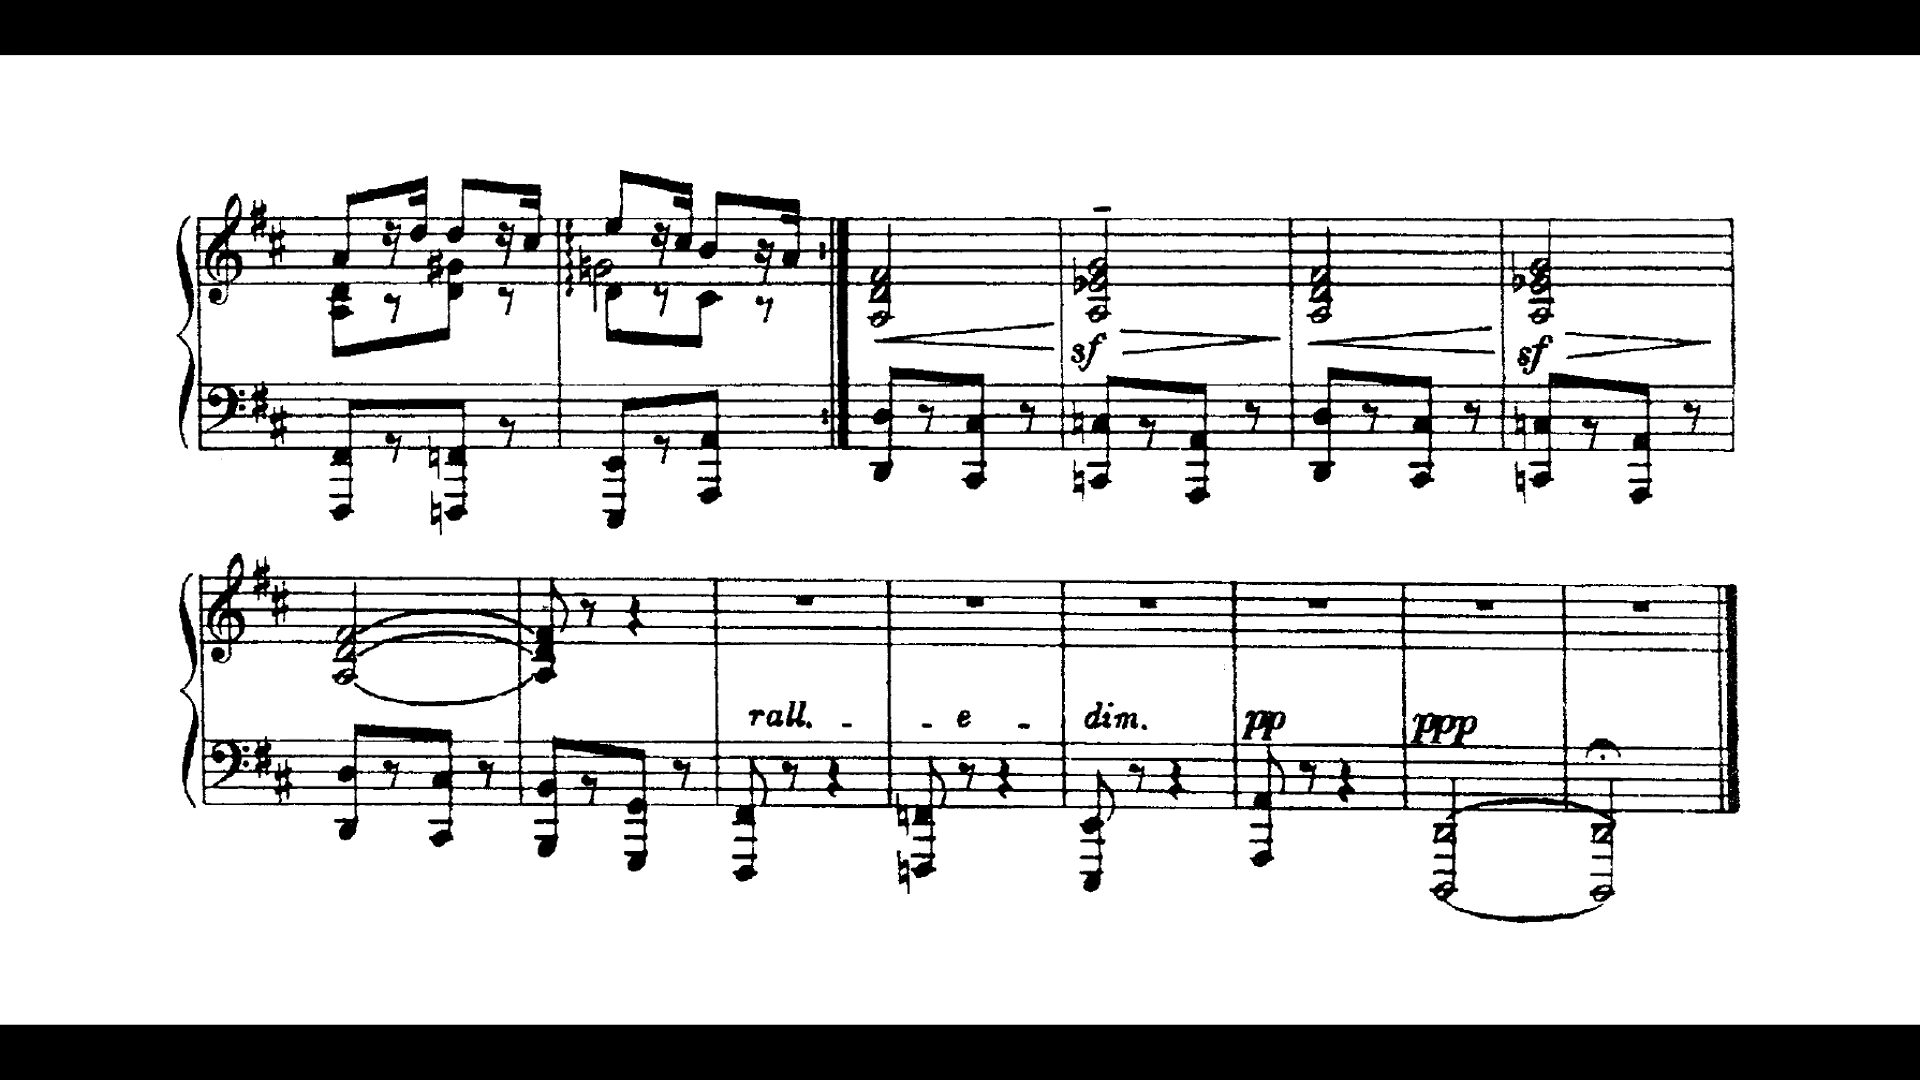 sf sf
rall. - - e - dim. pp ppp